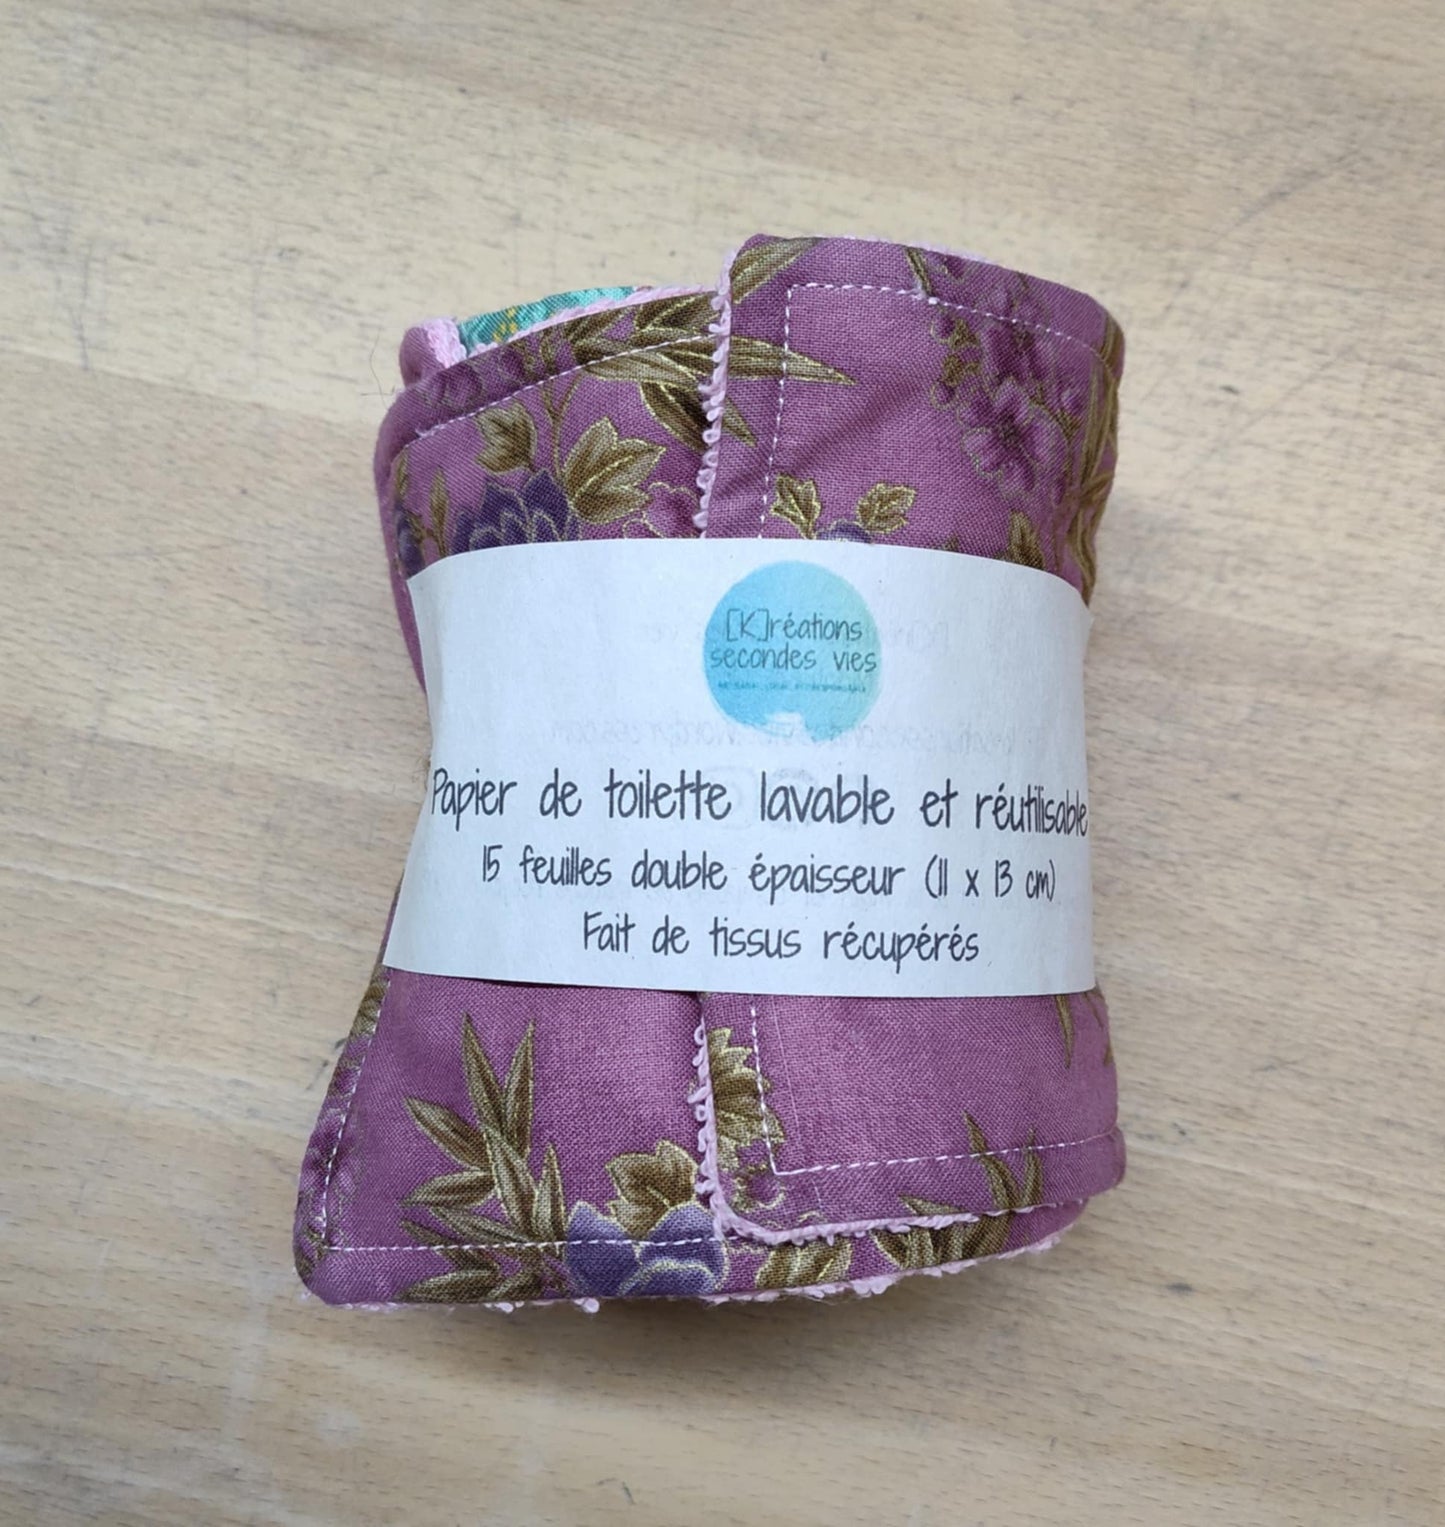 [K]réations
secondes vies
Papier de toilette lavable et réutilisable
15 feuilles double épaisseur (11 x 13 cm)
Fait de tissus récupérés